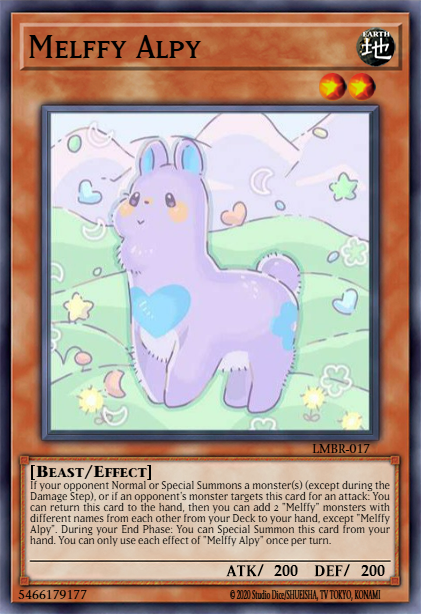 Melffy Alpy
EARTH
地
LMBR-017
[Beast/Effect]
If your opponent Normal or Special Summons a monster(s) (except during the
Damage Step), or if an opponent's monster targets this card for an attack: You
can return this card to the hand, then you can add 2 "Melffy" monsters with
different names from each other from your Deck to your hand, except "Melffy
Alpy". During your End Phase: You can Special Summon this card from your
hand. You can only use each effect of "Melffy Alpy" once per turn.
ATK/ 200 DEF/ 200
5466179177
©2020 Studio Dice/SHUEISHA, TV TOKYO, KONAMI